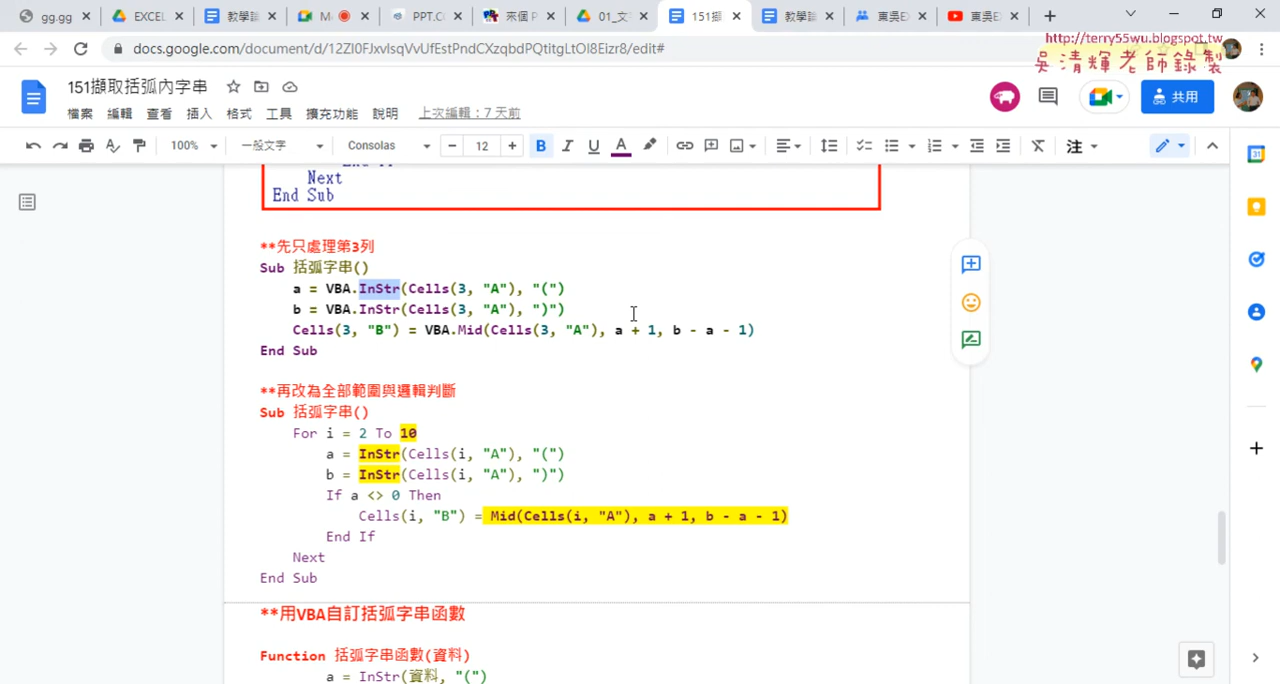 gg.gg
EXCEL
教學
PPT.C
來個 P
01_文
151擷
教學
東吳E
東吳E
docs.google.com/document/d/12ZI0FJxvlsqVvUfEstPndCXzqbdPQtitgLtOl8Eizr8/edit#
http://terry55wu.blogspot.tw
吳清輝老師錄製
151擷取括弧內字串
檔案 編輯 查看 插入 格式 工具 擴充功能 說明 上次編輯：7 天前
共用
100% 一般文字 Consolas 12 B I U A 注
Next
End Sub
**先只處理第3列
Sub 括弧字串()
a = VBA.InStr(Cells(3, "A"), "(")
b = VBA.InStr(Cells(3, "A"), ")")
Cells(3, "B") = VBA.Mid(Cells(3, "A"), a + 1, b - a - 1)
End Sub
**再改為全部範圍與邏輯判斷
Sub 括弧字串()
For i = 2 To 10
a = InStr(Cells(i, "A"), "(")
b = InStr(Cells(i, "A"), ")")
If a <> 0 Then
Cells(i, "B") = Mid(Cells(i, "A"), a + 1, b - a - 1)
End If
Next
End Sub
**用VBA自訂括弧字串函數
Function 括弧字串函數(資料)
a = InStr(資料, "(")